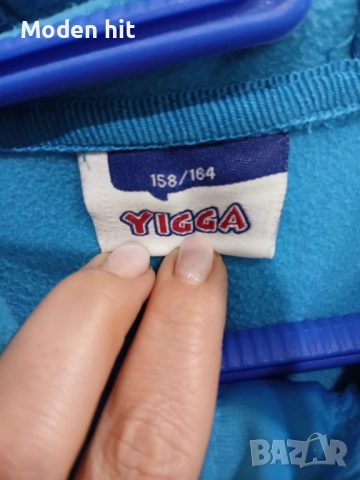 Moden hit
158/164
YIGGA
BAZAR